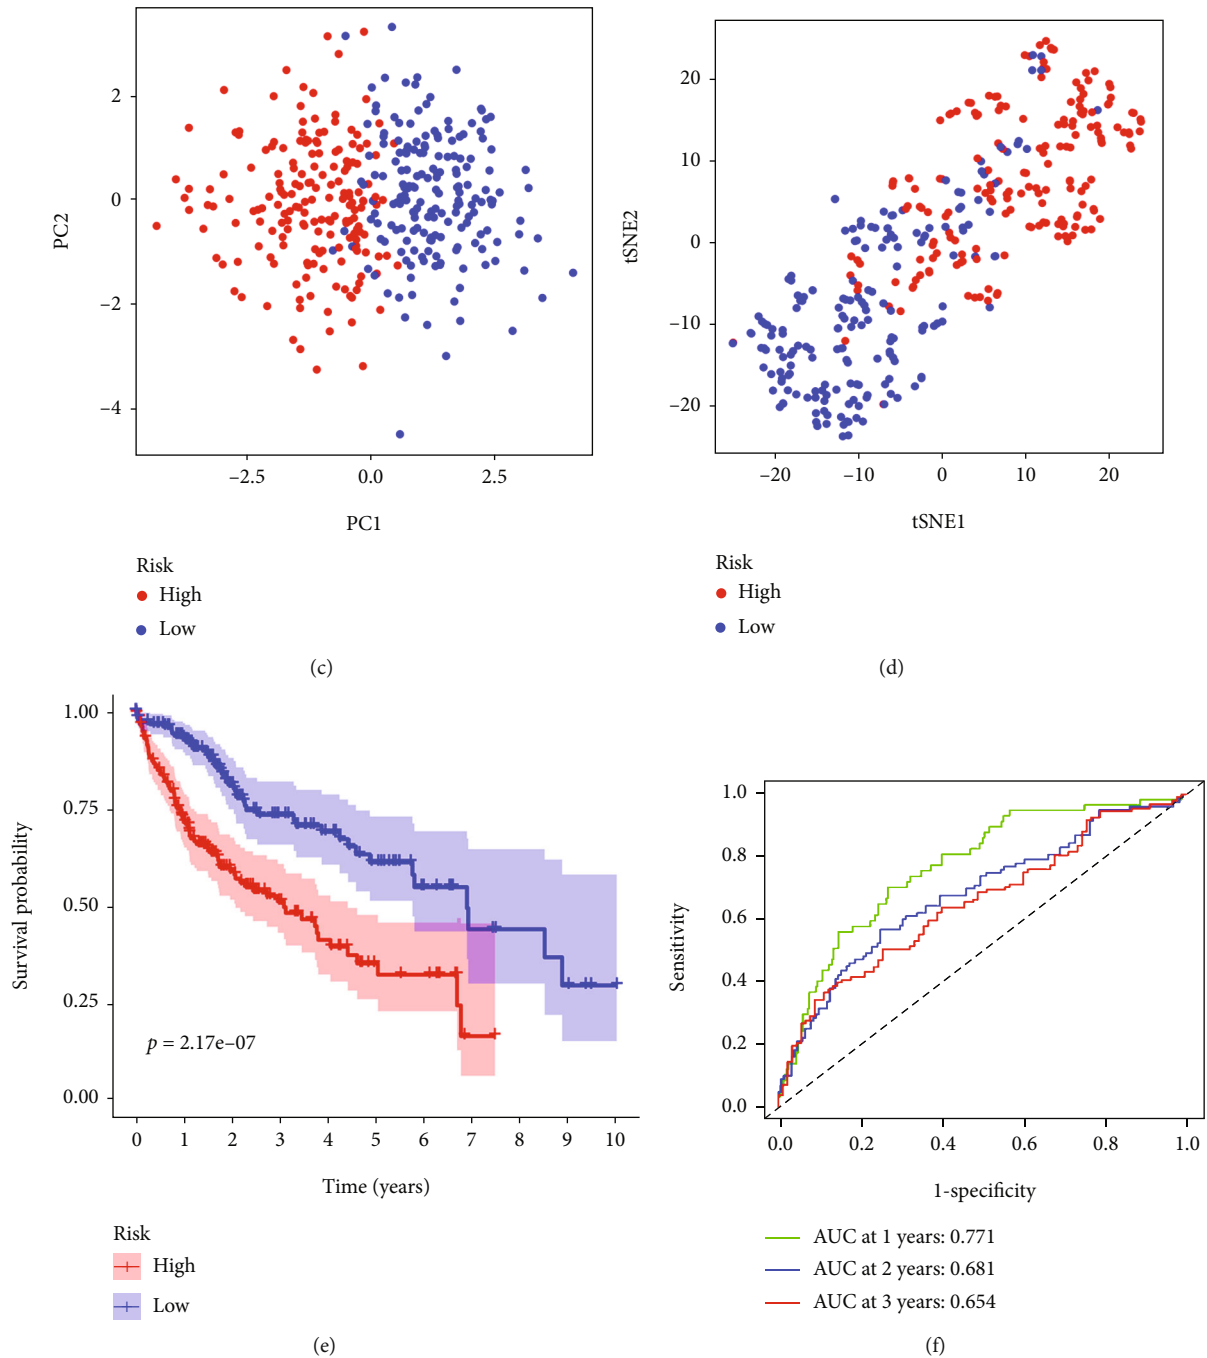 2
0
−2
−4
PC2
−2.5
0.0
2.5
PC1
Risk
High
Low
(c)
20
10
0
−10
−20
tSNE2
−20
−10
0
10
20
tSNE1
Risk
High
Low
(d)
1.00
0.75
0.50
0.25
0.00
Survival probability
p = 2.17e−07
0 1 2 3 4 5 6 7 8 9 10
Time (years)
Risk
High
Low
(e)
1.0
0.8
0.6
0.4
0.2
0.0
Sensitivity
0.0 0.2 0.4 0.6 0.8 1.0
1-specificity
AUC at 1 years: 0.771
AUC at 2 years: 0.681
AUC at 3 years: 0.654
(f)